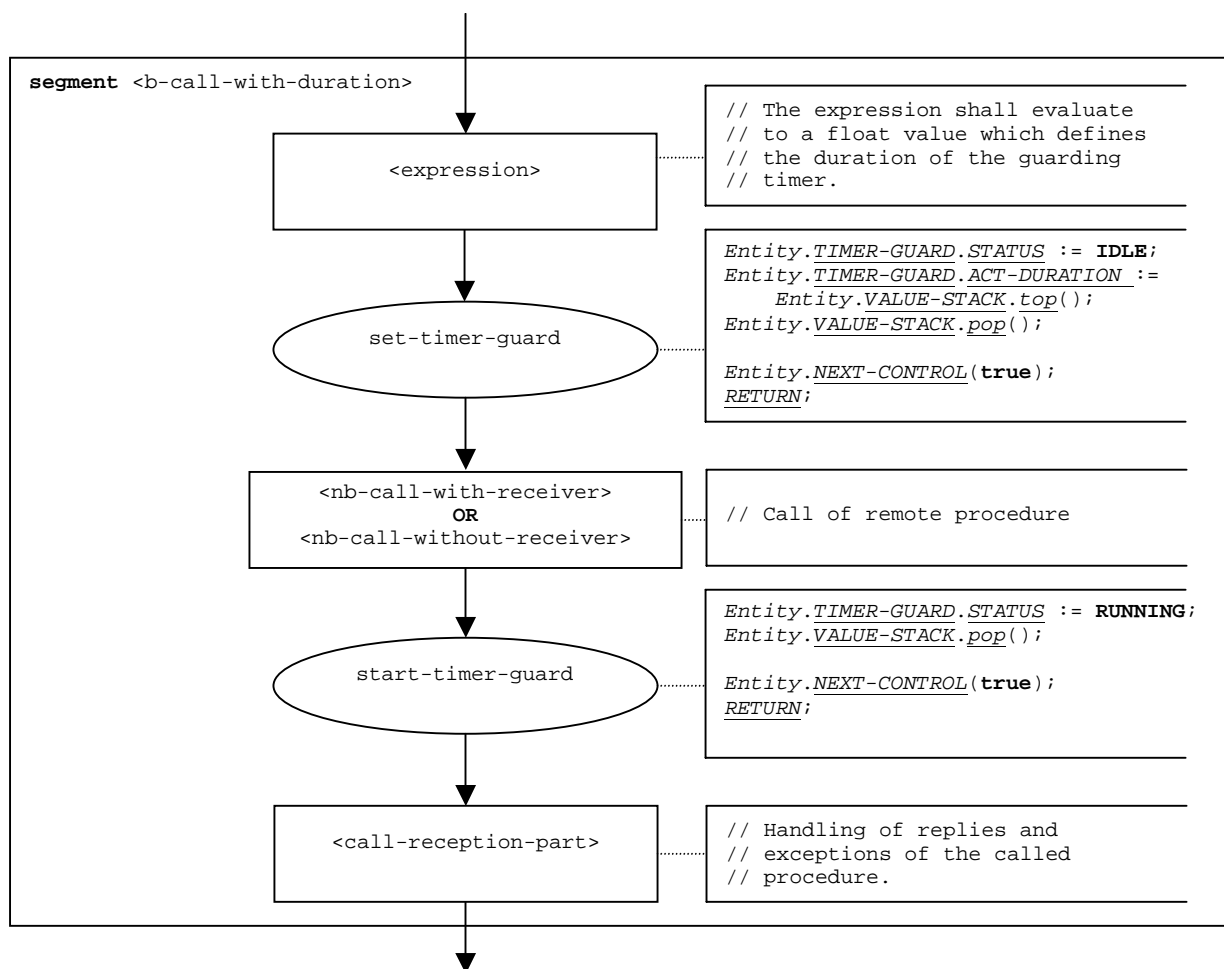 segment <b-call-with-duration>
<expression>
// The expression shall evaluate
// to a float value which defines
// the duration of the guarding
// timer.
set-timer-guard
Entity.TIMER-GUARD.STATUS := IDLE;
Entity.TIMER-GUARD.ACT-DURATION :=
Entity.VALUE-STACK.top();
Entity.VALUE-STACK.pop();
Entity.NEXT-CONTROL(true);
RETURN;
<nb-call-with-receiver>
OR
<nb-call-without-receiver>
// Call of remote procedure
start-timer-guard
Entity.TIMER-GUARD.STATUS := RUNNING;
Entity.VALUE-STACK.pop();
Entity.NEXT-CONTROL(true);
RETURN;
<call-reception-part>
// Handling of replies and
// exceptions of the called
// procedure.